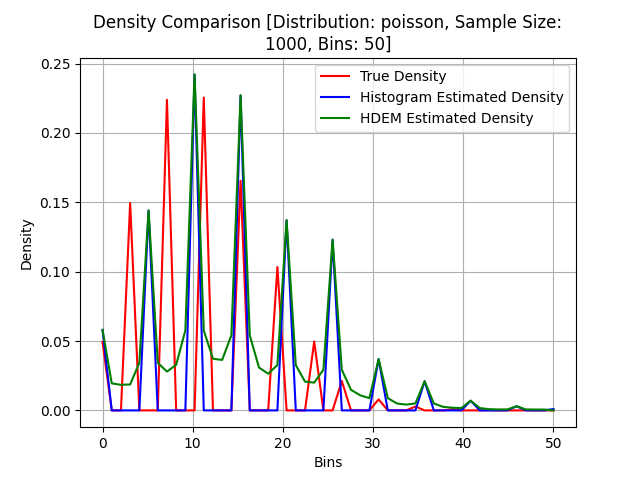 Density Comparison [Distribution: poisson, Sample Size:
1000, Bins: 50]
True Density
Histogram Estimated Density
HDEM Estimated Density
Density
0.25
0.20
0.15
0.10
0.05
0.00
0 10 20 30 40 50
Bins